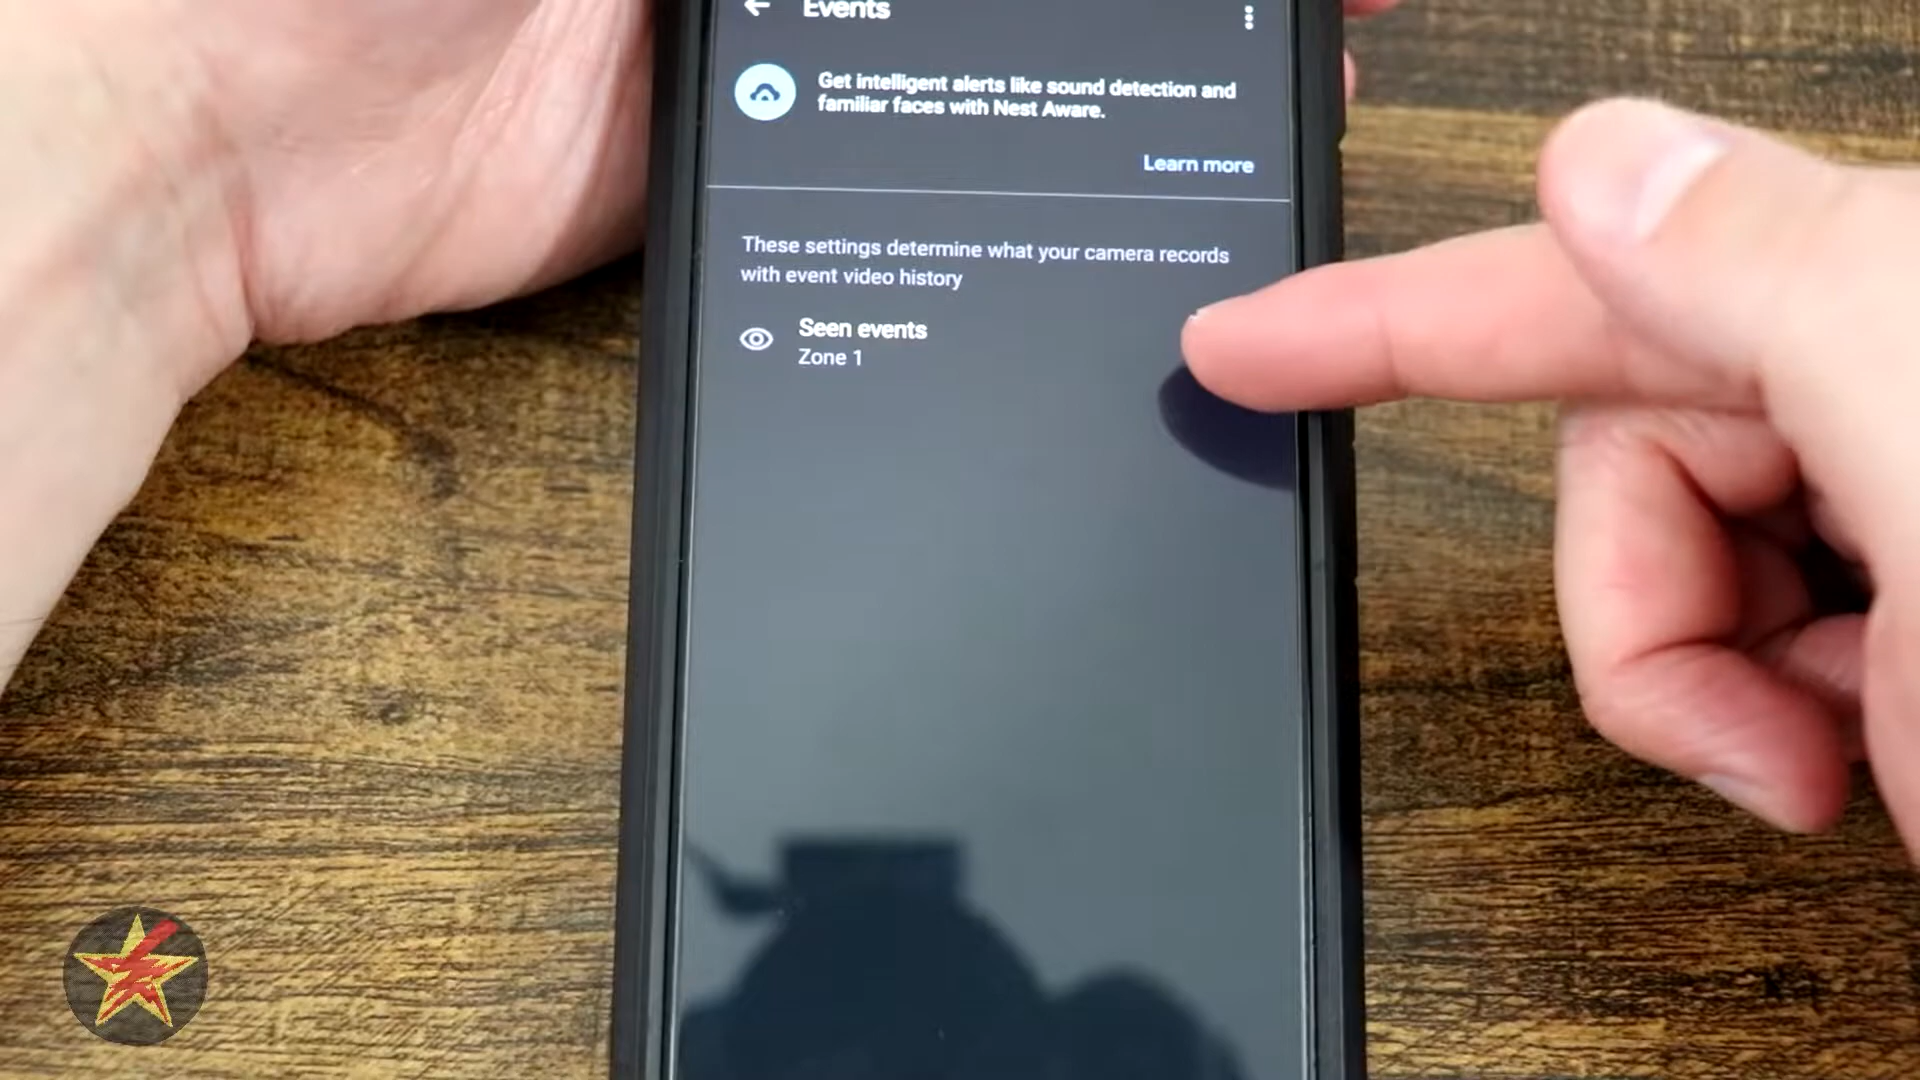 Events
Get intelligent alerts like sound detection and
familiar faces with Nest Aware.
Learn more
These settings determine what your camera records
with event video history
Seen events
Zone 1